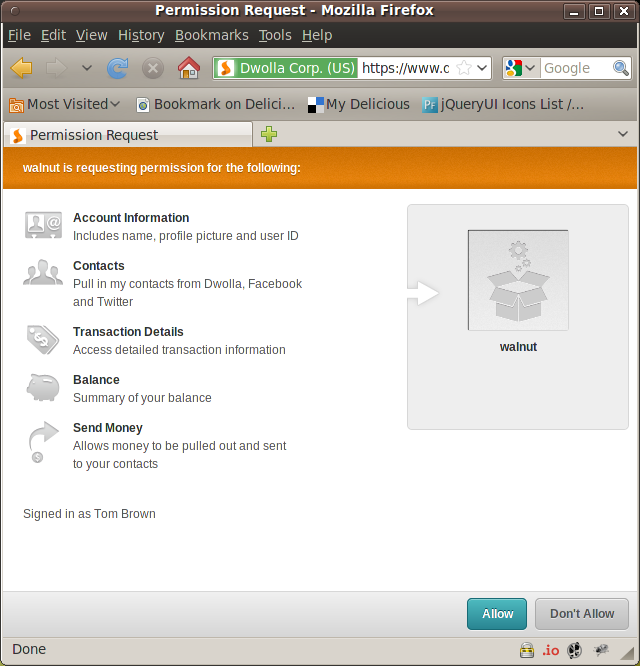 Permission Request - Mozilla Firefox
File Edit View History Bookmarks Tools Help
Dwolla Corp. (US) https://www.d Google
Most Visited Bookmark on Delici... My Delicious jQueryUI Icons List /...
Permission Request
walnut is requesting permission for the following:
Account Information
Includes name, profile picture and user ID
Contacts
Pull in my contacts from Dwolla, Facebook
and Twitter
Transaction Details
Access detailed transaction information
Balance
Summary of your balance
Send Money
Allows money to be pulled out and sent
to your contacts
walnut
Signed in as Tom Brown
Allow Don't Allow
Done .io